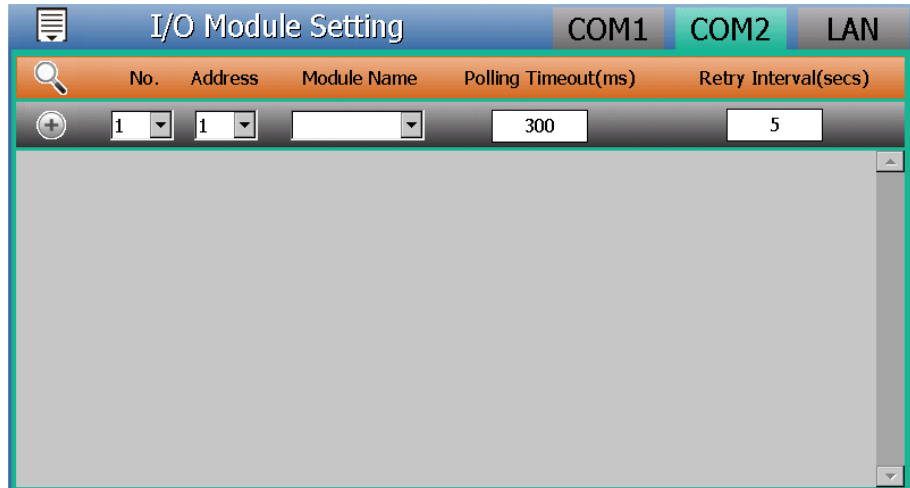 I/O Module Setting COM1 COM2 LAN
No. Address Module Name Polling Timeout(ms) Retry Interval(secs)
1 1 300 5